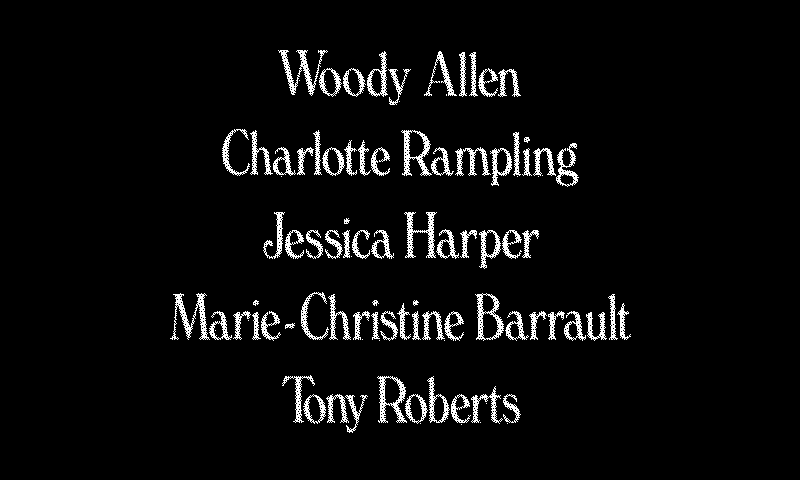 Woody Allen
Charlotte Rampling
Jessica Harper
Marie-Christine Barrault
Tony Roberts